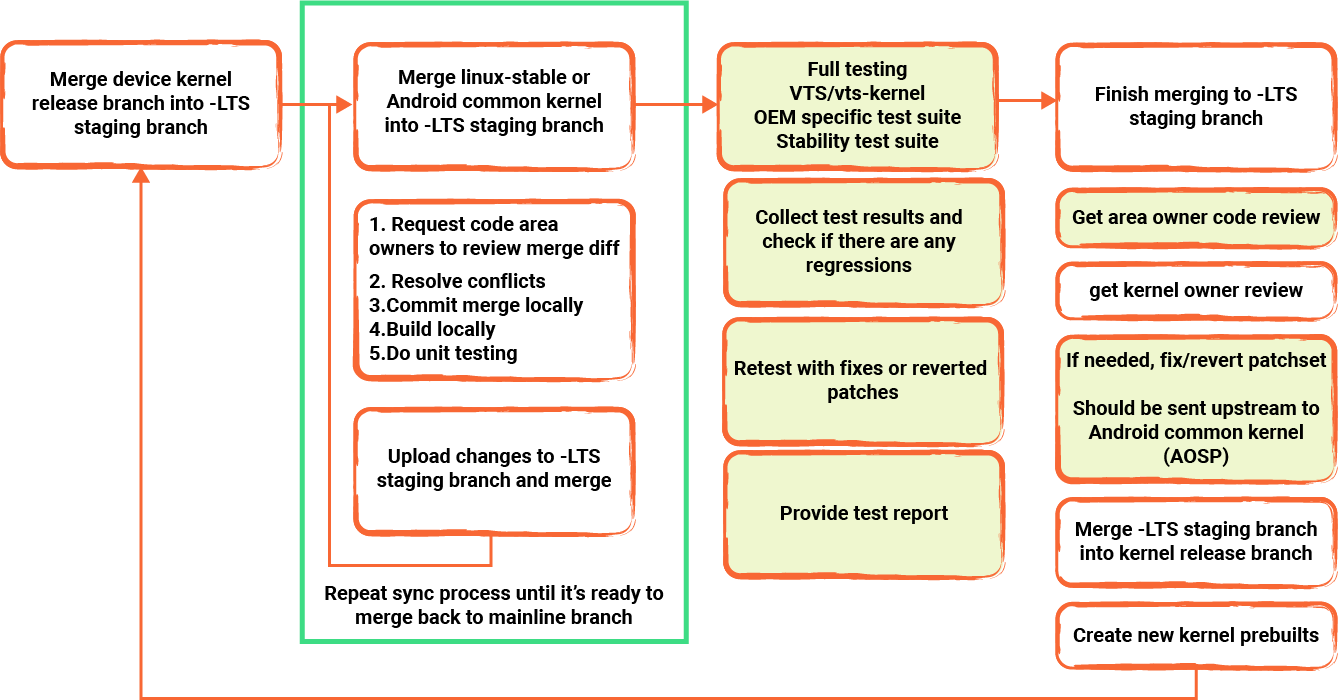 Merge device kernel
release branch into -LTS
staging branch
Merge linux-stable or
Android common kernel
into -LTS staging branch
1. Request code area
owners to review merge diff
2. Resolve conflicts
3.Commit merge locally
4.Build locally
5.Do unit testing
Upload changes to -LTS
staging branch and merge
Repeat sync process until it's ready to
merge back to mainline branch
Full testing
VTS/vts-kernel
OEM specific test suite
Stability test suite
Collect test results and
check if there are any
regressions
Retest with fixes or reverted
patches
Provide test report
Finish merging to -LTS
staging branch
Get area owner code review
get kernel owner review
If needed, fix/revert patchset
Should be sent upstream to
Android common kernel
(AOSP)
Merge -LTS staging branch
into kernel release branch
Create new kernel prebuilts